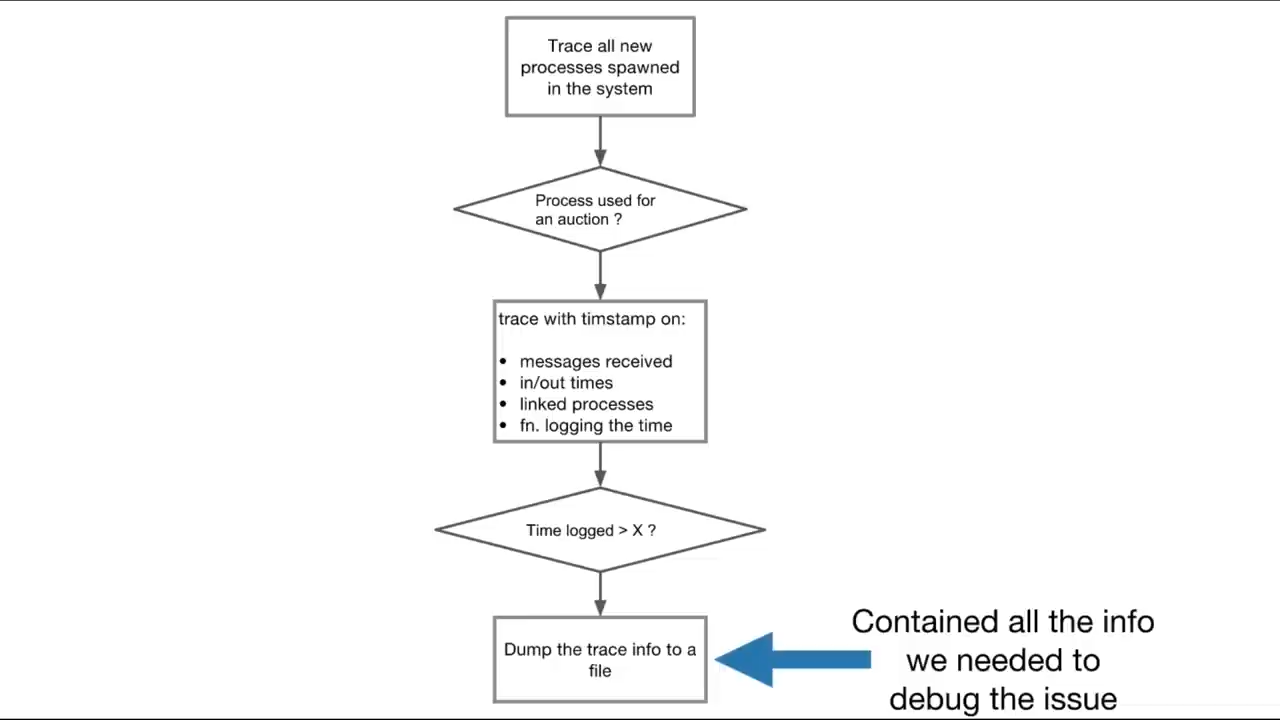 Trace all new
processes spawned
in the system
Process used for
an auction ?
trace with timstamp on:
• messages received
• in/out times
• linked processes
• fn. logging the time
Time logged > X ?
Dump the trace info to a
file
Contained all the info
we needed to
debug the issue